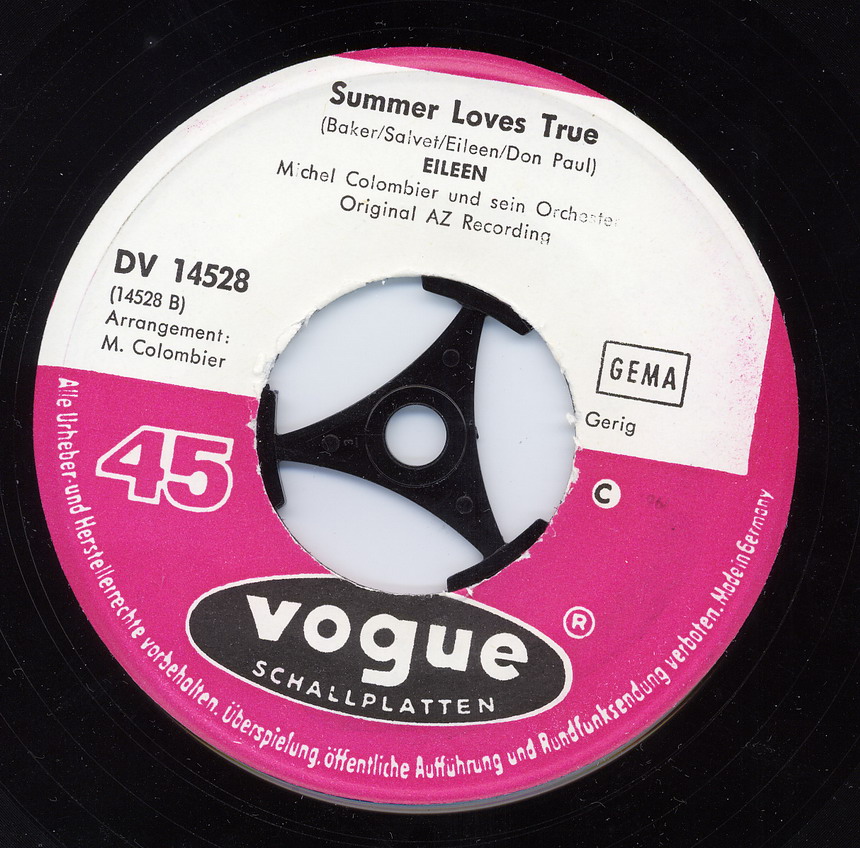 Summer Loves True
(Baker/Salvet/Eileen/Don Paul)
EILEEN
Michel Colombier und sein Orchester
Original AZ Recording
DV 14528
(14528 B)
Arrangement:
M. Colombier
GEMA
Gerig
45
C
vogue
®
SCHALLPLATTEN
Alle Urheber- und Herstellerrechte vorbehalten. Überspielung, öffentliche Aufführung und Rundfunksendung verboten. Made in Germany